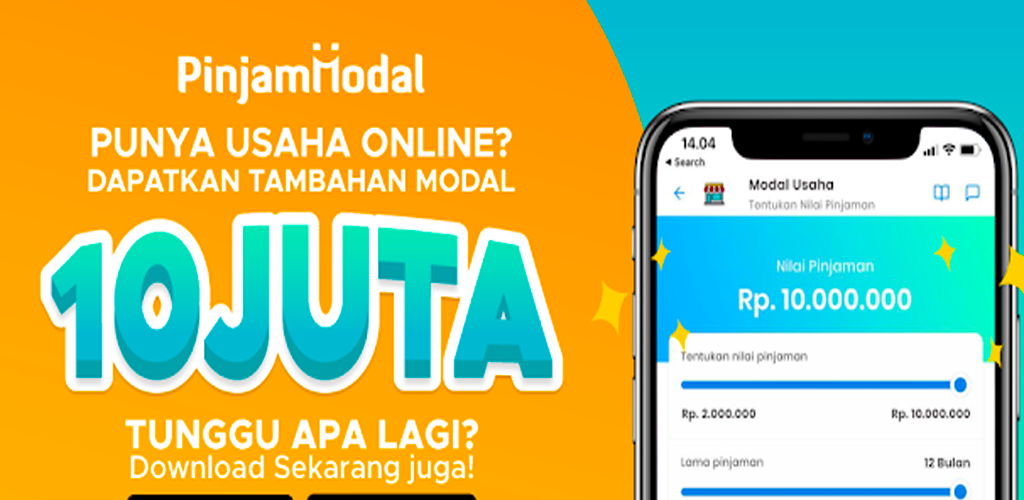 PinjamModal
PUNYA USAHA ONLINE?
DAPATKAN TAMBAHAN MODAL
10JUTA
TUNGGU APA LAGI?
Download Sekarang juga!
14.04
Search
Modal Usaha
Tentukan Nilai Pinjaman
Nilai Pinjaman
Rp. 10.000.000
Tentukan nilai pinjaman
Rp. 2.000.000 Rp. 10.000.000
Lama pinjaman 12 Bulan